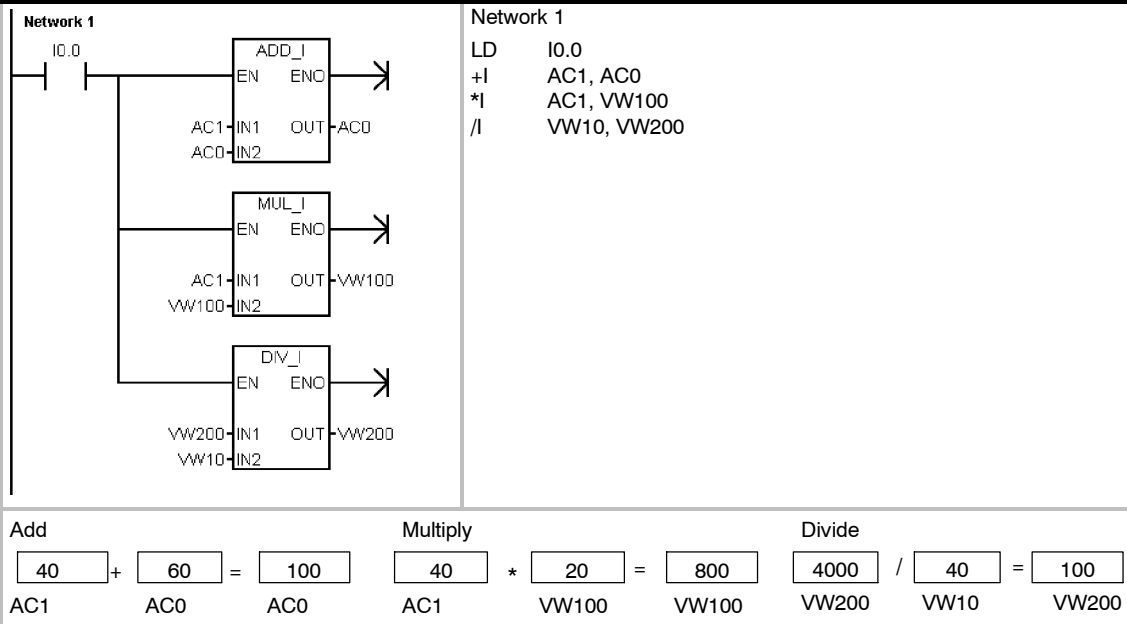 Network 1
I0.0
ADD_I
EN ENO
AC1 IN1 OUT AC0
AC0 IN2
MUL_I
EN ENO
AC1 IN1 OUT VW100
VW100 IN2
DIV_I
EN ENO
VW200 IN1 OUT VW200
VW10 IN2
Network 1
LD I0.0
+I AC1, AC0
*I AC1, VW100
/I VW10, VW200
Add
40 + 60 = 100
AC1 AC0 AC0
Multiply
40 * 20 = 800
AC1 VW100 VW100
Divide
4000 / 40 = 100
VW200 VW10 VW200